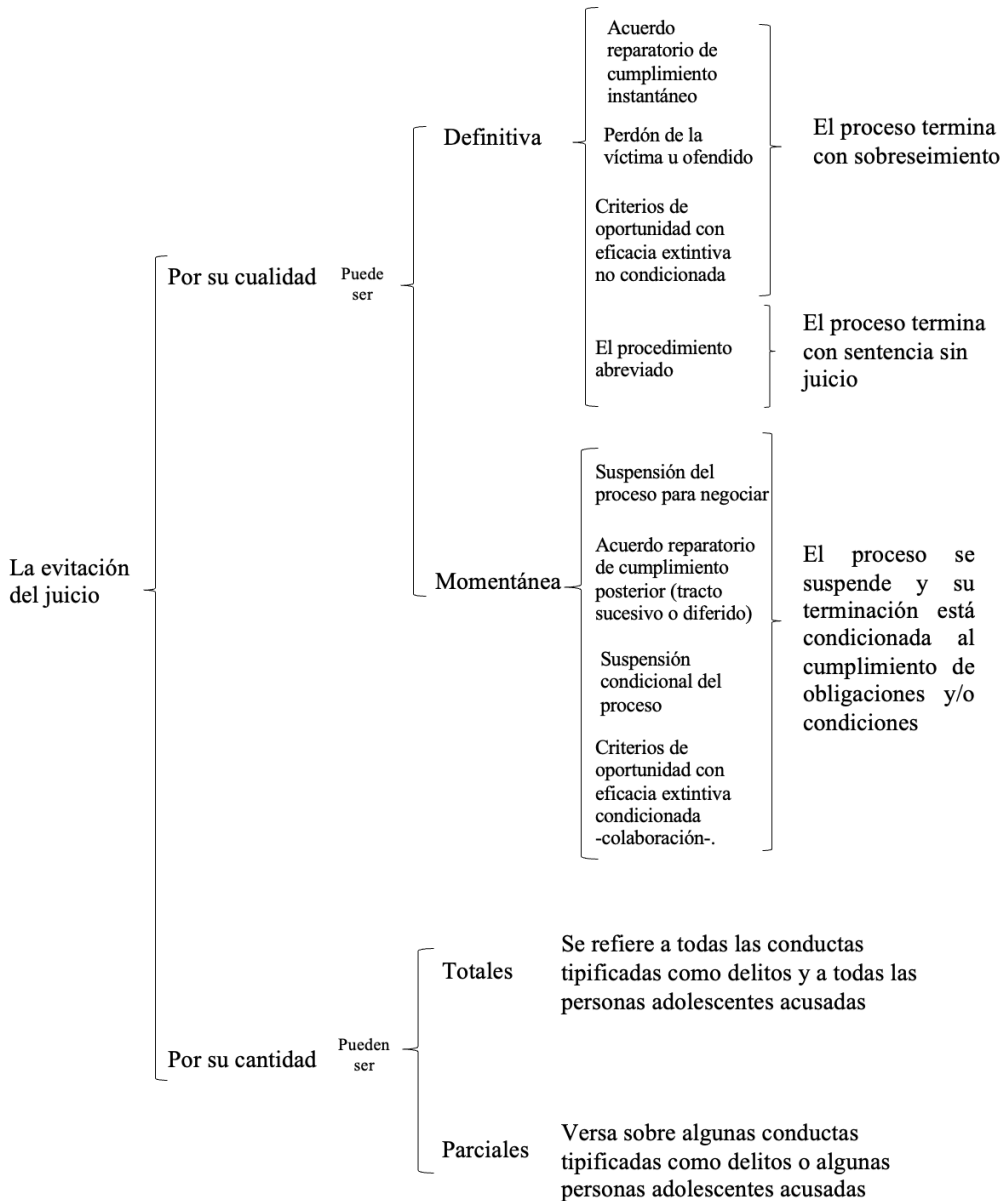 La evitación
del juicio
Por su cualidad
Puede
ser
Definitiva
Acuerdo
reparatorio de
cumplimiento
instantáneo
Perdón de la
víctima u ofendido
Criterios de
oportunidad con
eficacia extintiva
no condicionada
El proceso termina
con sobreseimiento
El procedimiento
abreviado
El proceso termina
con sentencia sin
juicio
Momentánea
Suspensión del
proceso para negociar
Acuerdo reparatorio
de cumplimiento
posterior (tracto
sucesivo o diferido)
Suspensión
condicional del
proceso
Criterios de
oportunidad con
eficacia extintiva
condicionada
-colaboración-.
El proceso se
suspende y su
terminación está
condicionada al
cumplimiento de
obligaciones y/o
condiciones
Por su cantidad
Pueden
ser
Totales
Se refiere a todas las conductas
tipificadas como delitos y a todas las
personas adolescentes acusadas
Parciales
Versa sobre algunas conductas
tipificadas como delitos o algunas
personas adolescentes acusadas